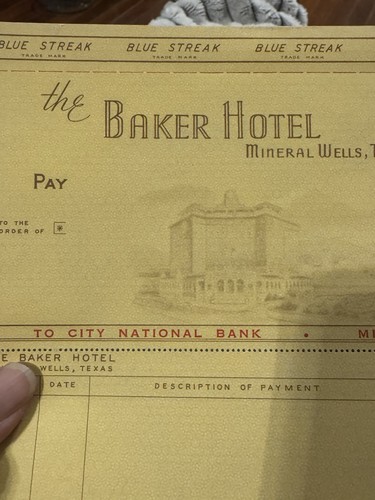 BLUE STREAK BLUE STREAK BLUE STREAK
TRADE MARK TRADE MARK TRADE MARK
the BAKER HOTEL
MINERAL WELLS, T
PAY
TO THE
ORDER OF *
TO CITY NATIONAL BANK •
E BAKER HOTEL
WELLS, TEXAS
DATE DESCRIPTION OF PAYMENT